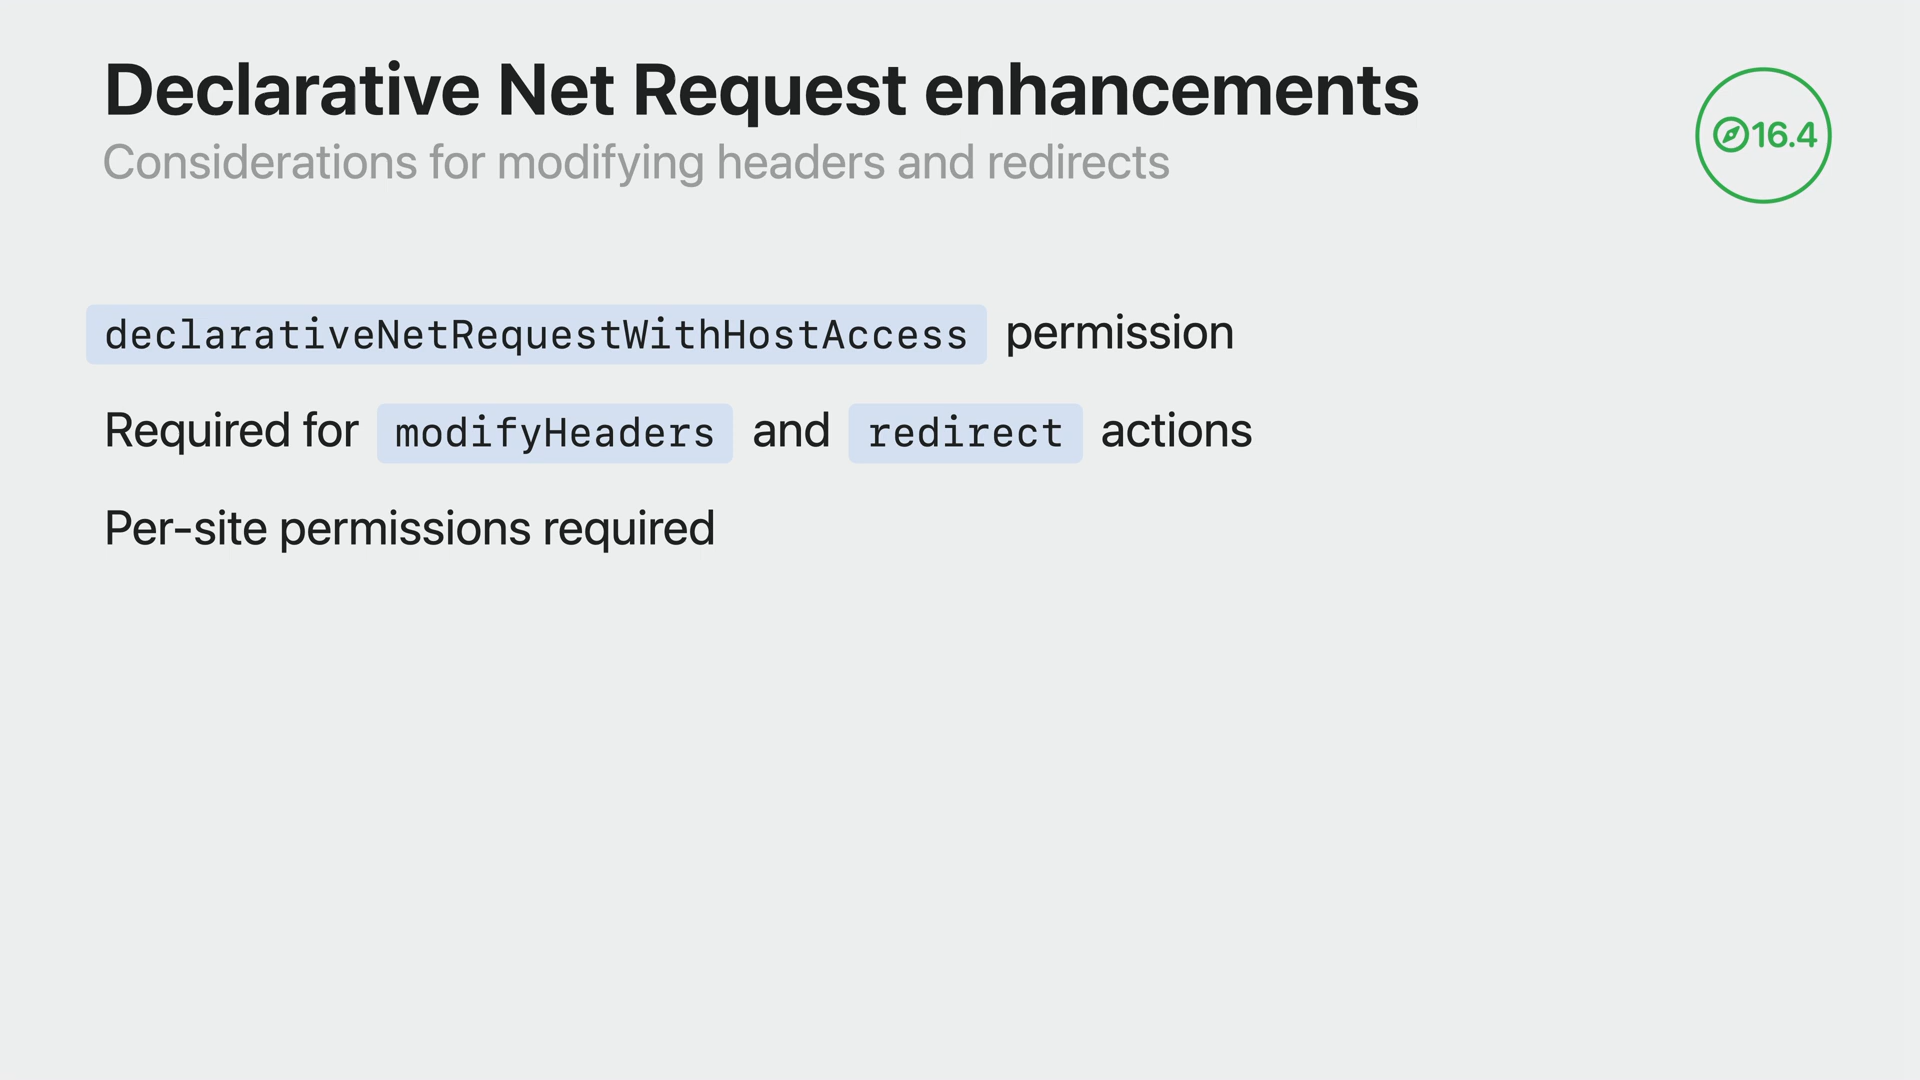 Declarative Net Request enhancements
Considerations for modifying headers and redirects
16.4
declarativeNetRequestWithHostAccess permission
Required for modifyHeaders and redirect actions
Per-site permissions required